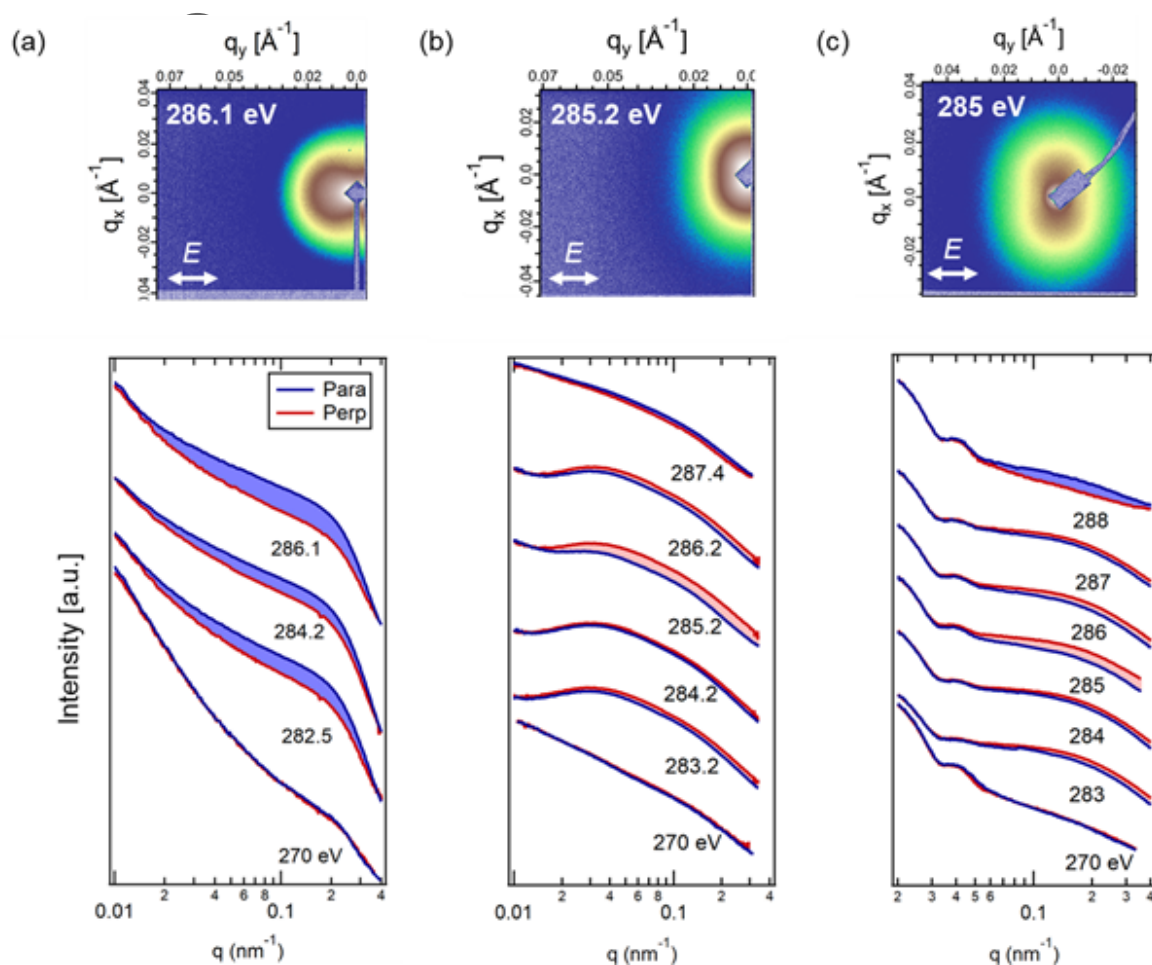 (a)
q_y [Å⁻¹]
0.07 0.05 0.02 0.0
q_x [Å⁻¹]
0.04
0.02
0.0
-0.02
-0.04
286.1 eV
E
(b)
q_y [Å⁻¹]
0.07 0.05 0.02 0.0
q_x [Å⁻¹]
0.04
0.02
0.0
-0.02
-0.04
285.2 eV
E
(c)
q_y [Å⁻¹]
0.04 0.02 0.0 -0.02
q_x [Å⁻¹]
0.04
0.02
0.0
-0.02
285 eV
E
Intensity [a.u.]
Para
Perp
286.1
284.2
282.5
270 eV
0.01 2 4 6 8 0.1 2 4
q (nm⁻¹)
287.4
286.2
285.2
284.2
283.2
270 eV
0.01 2 4 6 8 0.1 2 4
q (nm⁻¹)
288
287
286
285
284
283
270 eV
2 3 4 5 6 0.1 2 3 4
q (nm⁻¹)